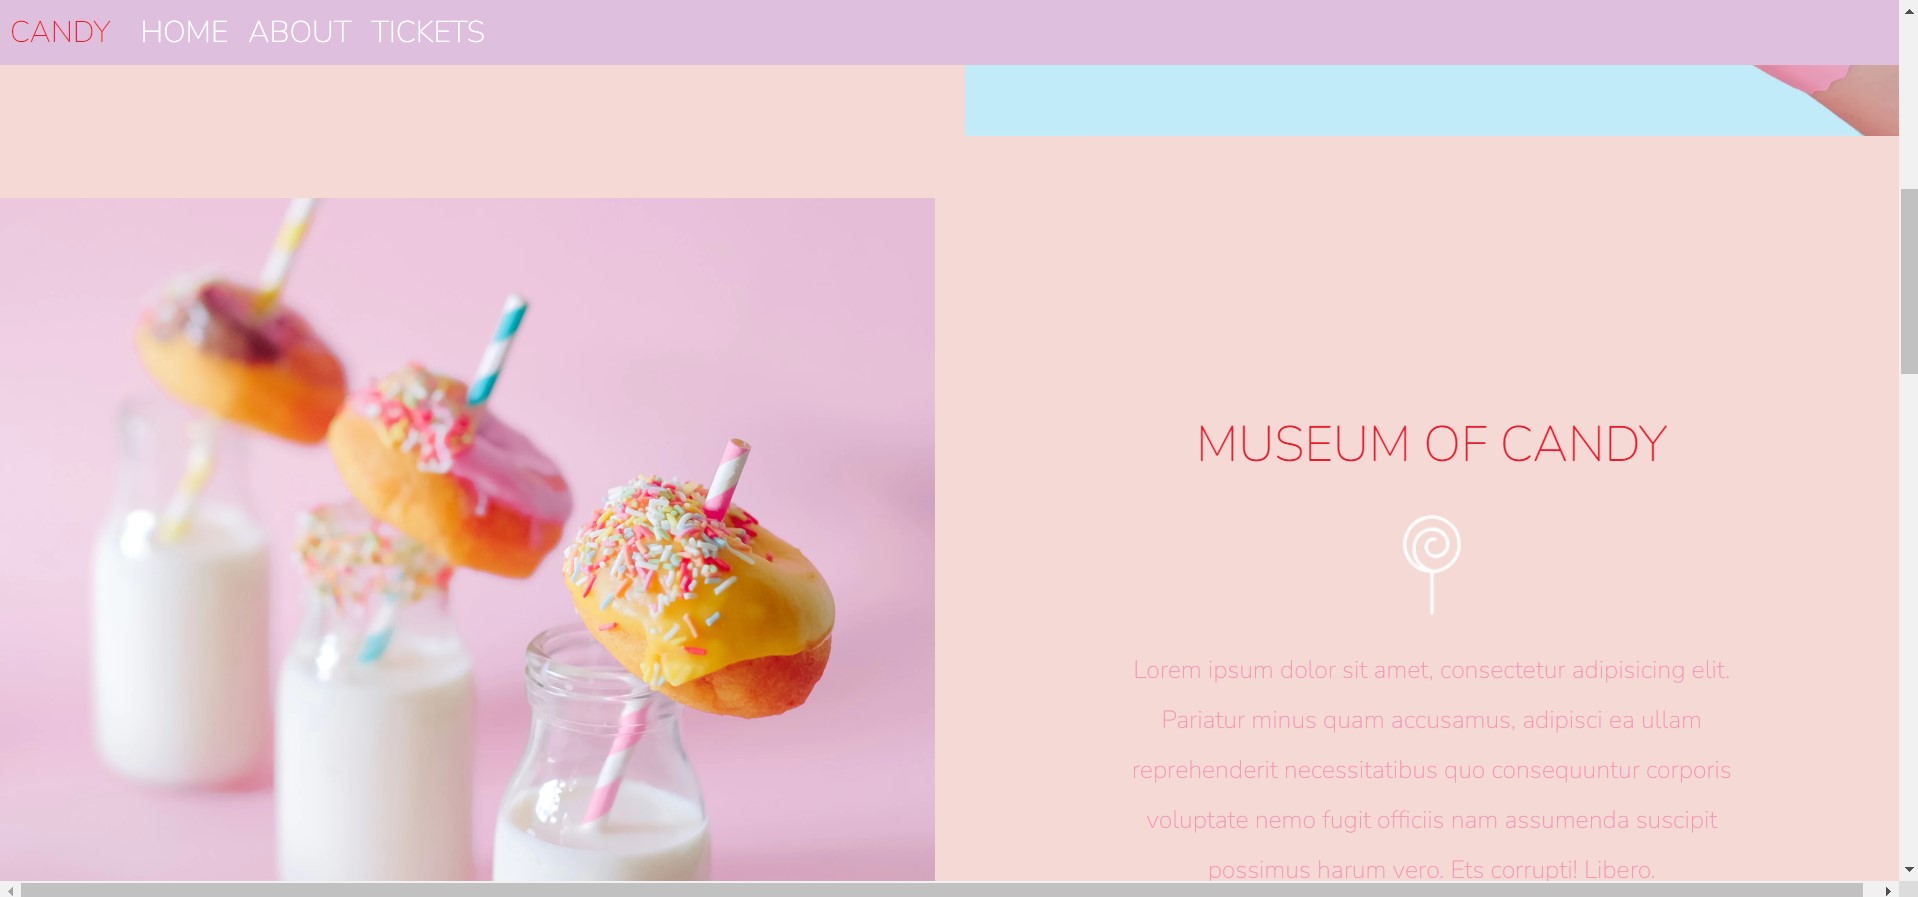 CANDY HOME ABOUT TICKETS
MUSEUM OF CANDY
Lorem ipsum dolor sit amet, consectetur adipisicing elit.
Pariatur minus quam accusamus, adipisci ea ullam
reprehenderit necessitatibus quo consequuntur corporis
voluptate nemo fugit officiis nam assumenda suscipit
possimus harum vero. Ets corrupti! Libero.